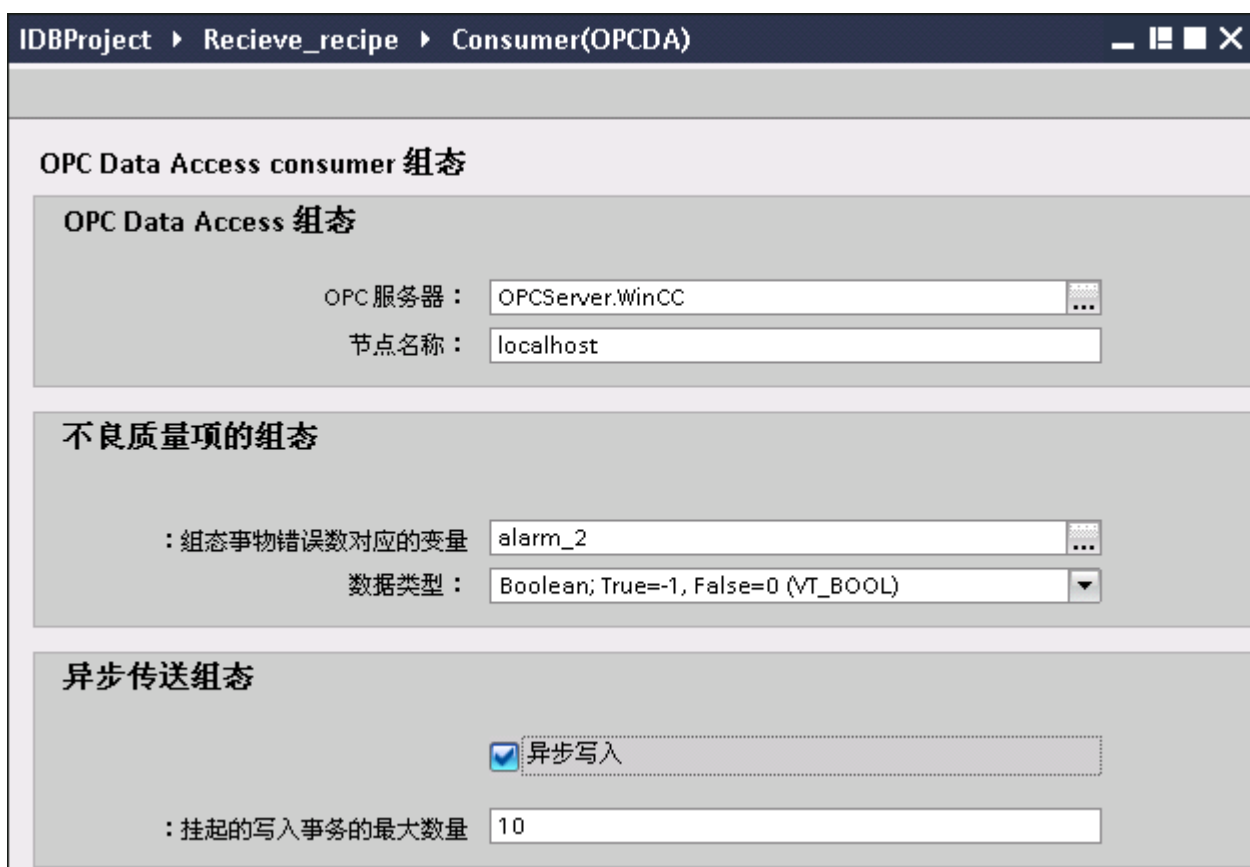 IDBProject ▸ Recieve_recipe ▸ Consumer(OPCDA)
OPC Data Access consumer 组态
OPC Data Access 组态
OPC 服务器： OPCServer.WinCC ...
节点名称： localhost
不良质量项的组态
：组态事物错误数对应的变量 alarm_2 ...
数据类型： Boolean; True=-1, False=0 (VT_BOOL)
异步传送组态
异步写入
：挂起的写入事务的最大数量 10